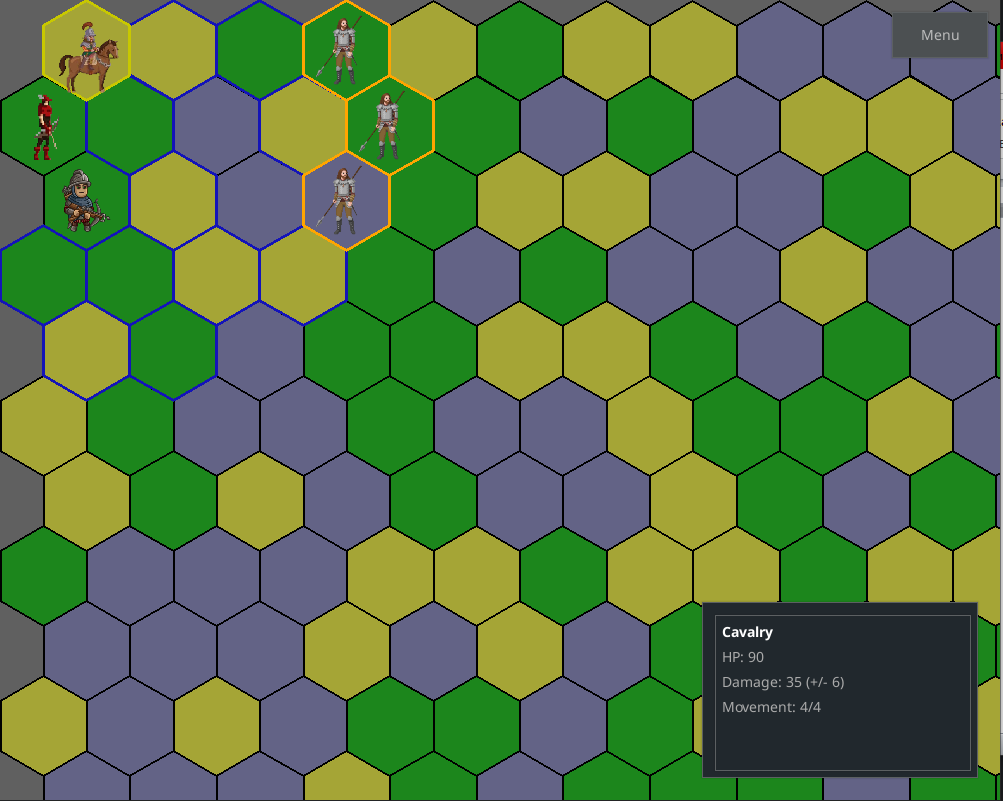 Menu
Cavalry
HP: 90
Damage: 35 (+/- 6)
Movement: 4/4